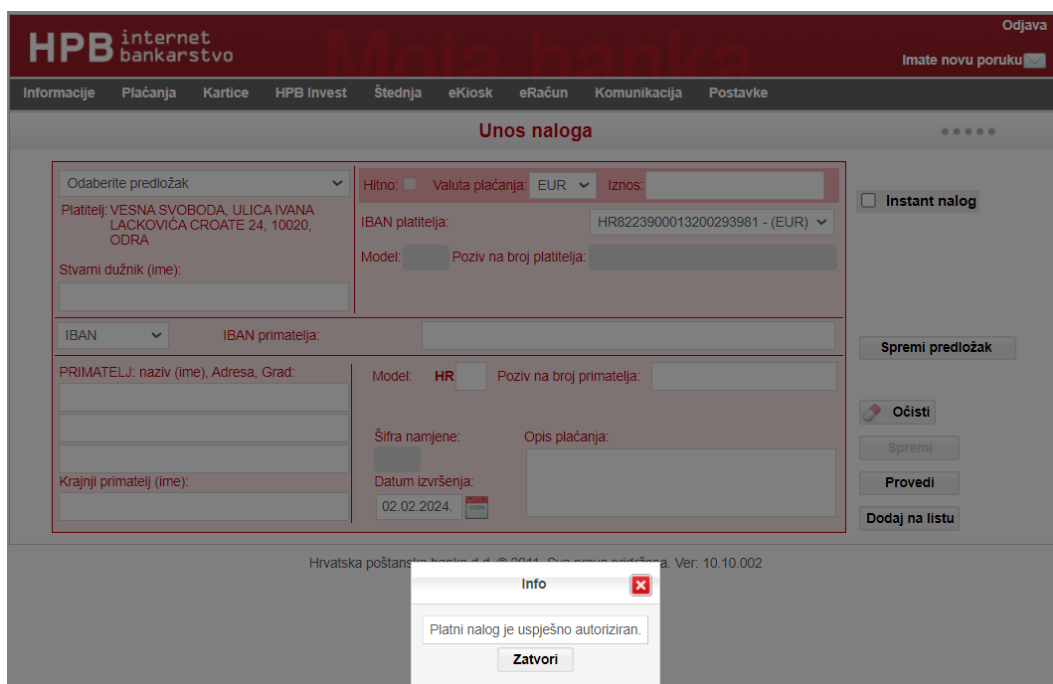 Odjava
HPB internet
bankarstvo
Moja banka
Imate novu poruku
Informacije Plaćanja Kartice HPB Invest Štednja eKiosk eRačun Komunikacija Postavke
Unos naloga
Odaberite predložak
Hitno: Valuta plaćanja: EUR Iznos:
Instant nalog
Platitelj: VESNA SVOBODA, ULICA IVANA
LACKOVIĆA CROATE 24, 10020,
ODRA
IBAN platitelja: HR8223900013200293981 - (EUR)
Model: Poziv na broj platitelja:
Stvarni dužnik (ime):
IBAN IBAN primatelja:
Spremi predložak
PRIMATELJ: naziv (ime), Adresa, Grad:
Model: HR Poziv na broj primatelja:
Očisti
Šifra namjene: Opis plaćanja:
Spremi
Krajnji primatelj (ime):
Datum izvršenja:
Provedi
02.02.2024.
Dodaj na listu
Hrvatska poštanska banka d.d. © 2011. Sva prava pridržana. Ver: 10.10.002
Info
Platni nalog je uspješno autoriziran.
Zatvori